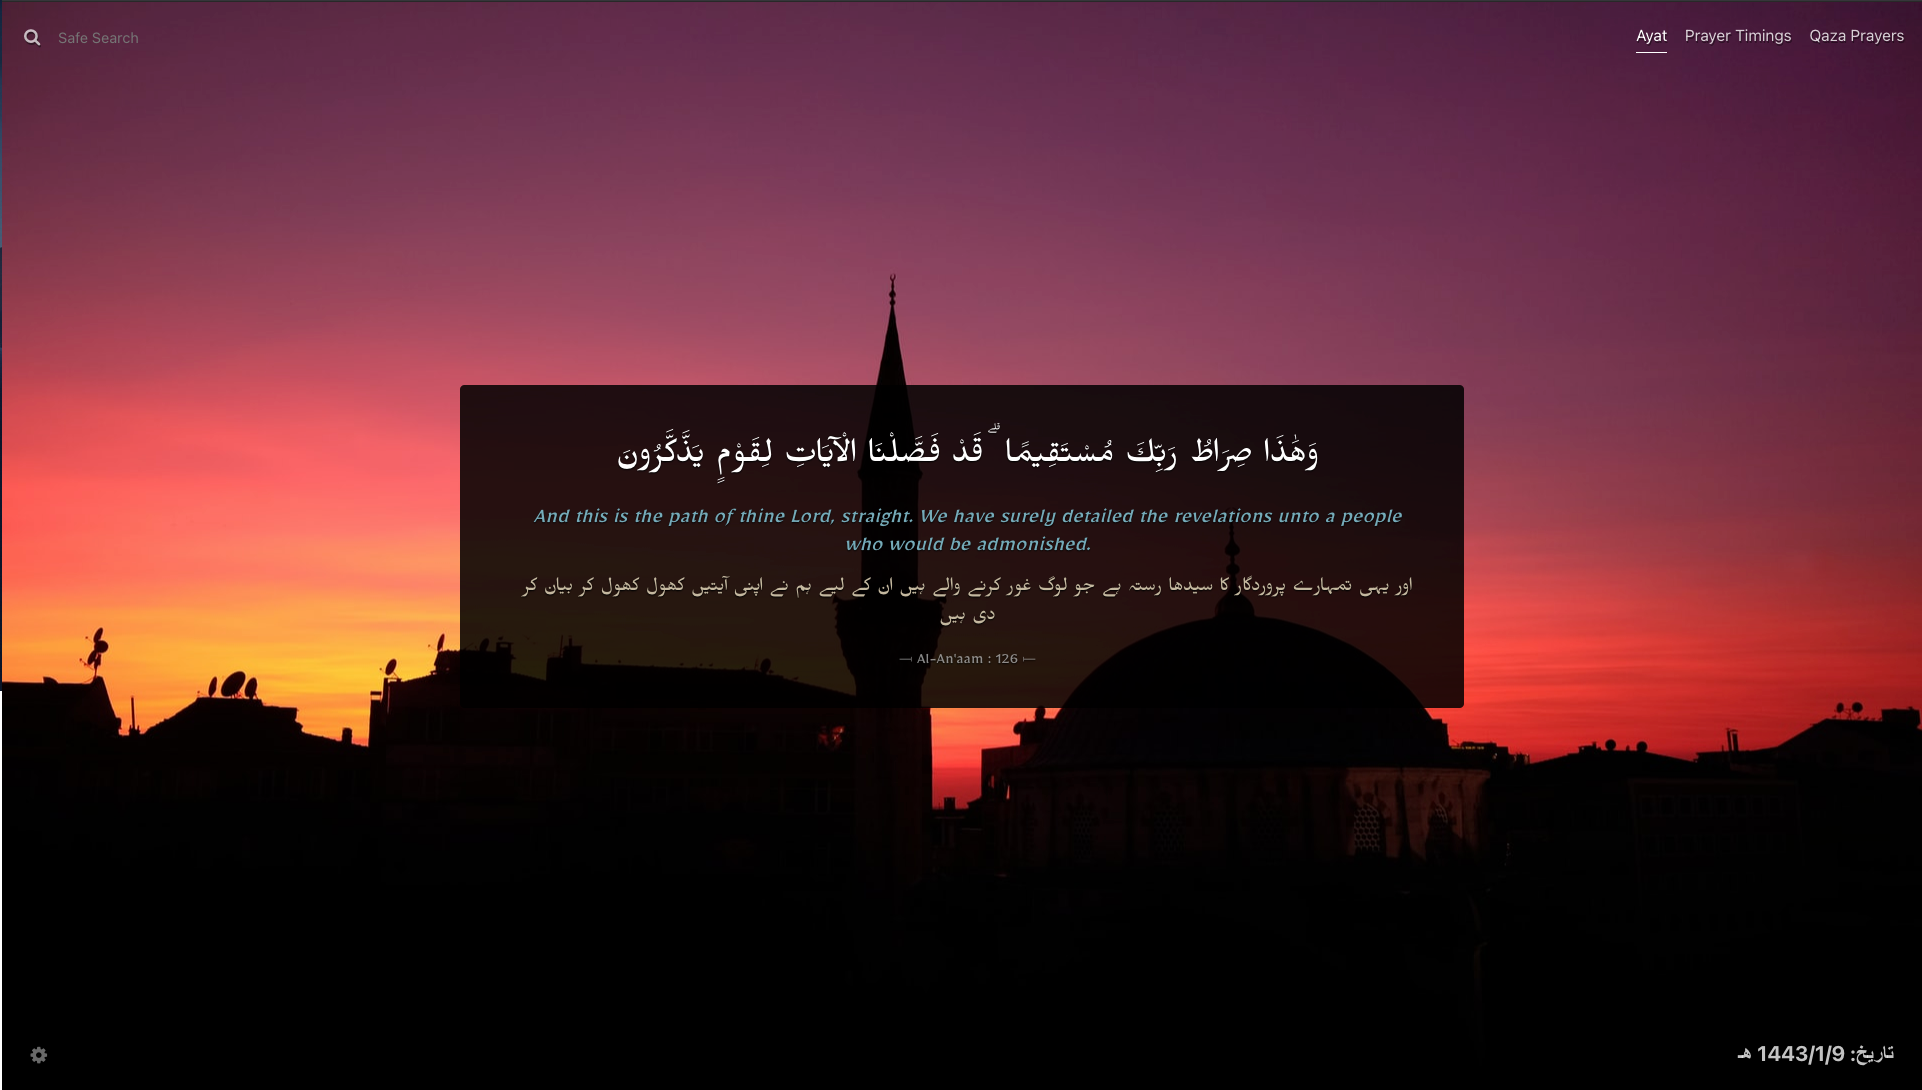 Safe Search
Ayat
Prayer Timings
Qaza Prayers
وَهَٰذَا صِرَاطُ رَبِّكَ مُسْتَقِيمًا ۗ قَدْ فَصَّلْنَا الْآيَاتِ لِقَوْمٍ يَذَّكَّرُونَ
And this is the path of thine Lord, straight. We have surely detailed the revelations unto a people
who would be admonished.
اور یہی تمہارے پروردگار کا سیدھا رستہ ہے جو لوگ غور کرنے والے ہیں ان کے لیے ہم نے اپنی آیتیں کھول کھول کر بیان کر
دی ہیں
Al-An'aam : 126
تاریخ: 1443/1/9 هـ